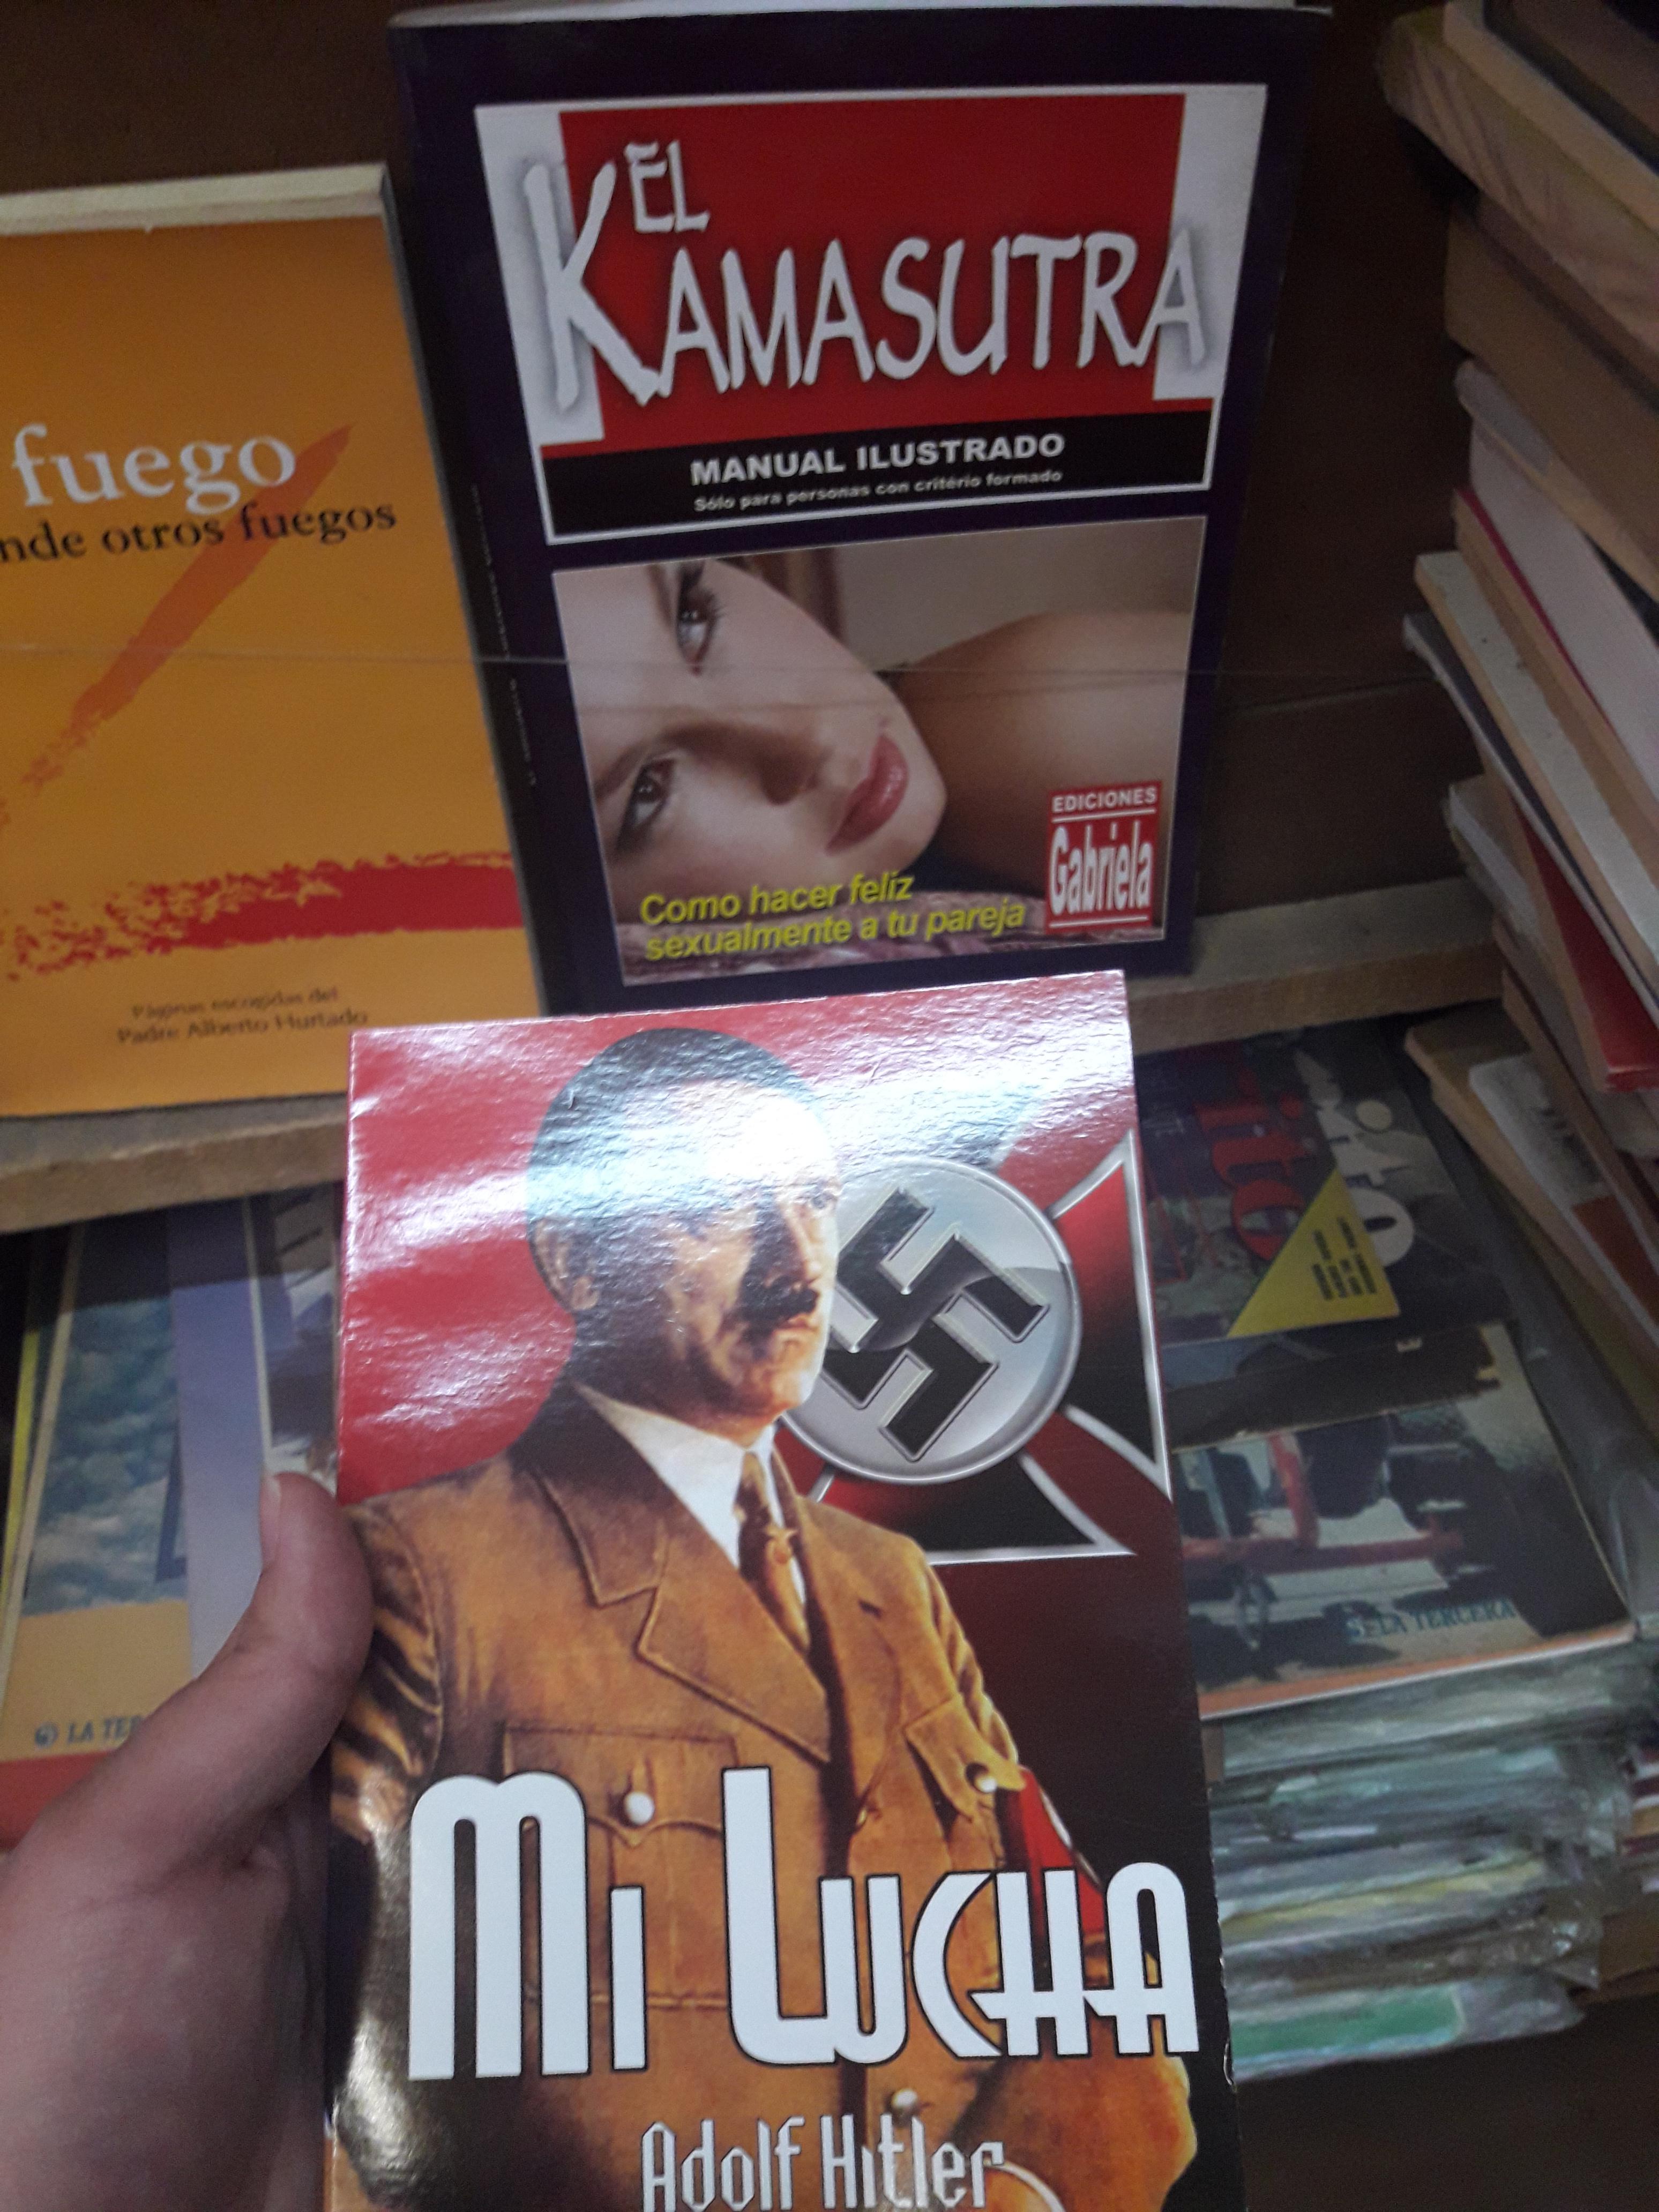 EL
KAMASUTRA
MANUAL ILUSTRADO
Sólo para personas con critério formado
Como hacer feliz
sexualmente a tu pareja
EDICIONES
Gabriela
fuego
nde otros fuegos
Páginas escogidas del
Padre Alberto Hurtado
MI LUCHA
Adolf Hitler
LA TER
LA TERCERA